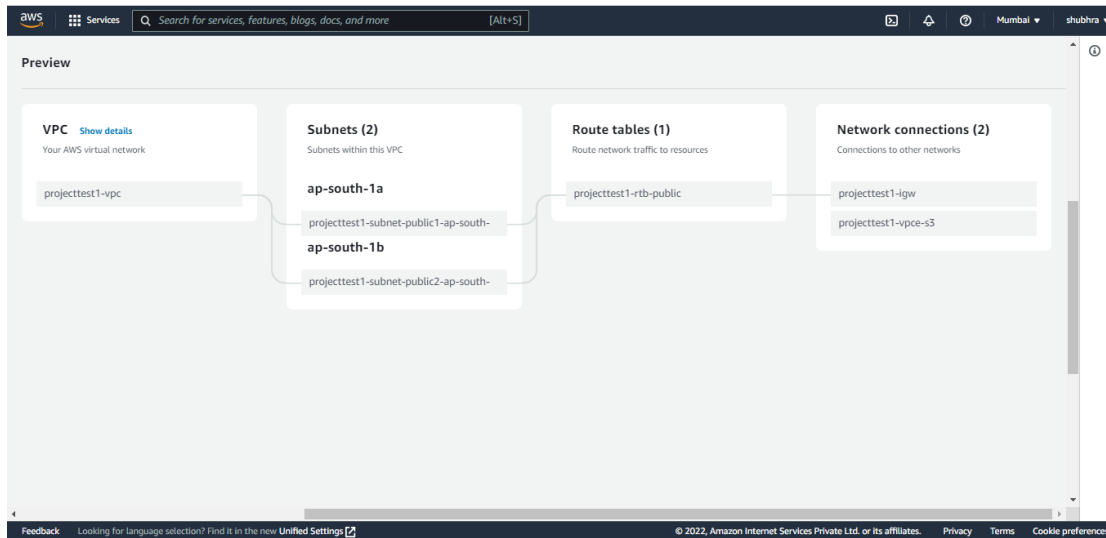 aws Services Search for services, features, blogs, docs, and more [Alt+S] Mumbai shubhra
Preview
VPC Show details
Your AWS virtual network
projecttest1-vpc
Subnets (2)
Subnets within this VPC
ap-south-1a
projecttest1-subnet-public1-ap-south-
ap-south-1b
projecttest1-subnet-public2-ap-south-
Route tables (1)
Route network traffic to resources
projecttest1-rtb-public
Network connections (2)
Connections to other networks
projecttest1-igw
projecttest1-vpce-s3
Feedback Looking for language selection? Find it in the new Unified Settings © 2022, Amazon Internet Services Private Ltd. or its affiliates. Privacy Terms Cookie preferences